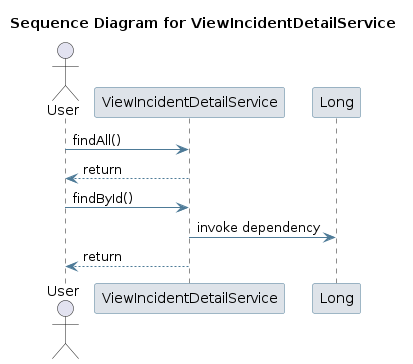 Sequence Diagram for ViewIncidentDetailService
User
ViewIncidentDetailService
Long
findAll()
return
findById()
invoke dependency
return
User
ViewIncidentDetailService
Long